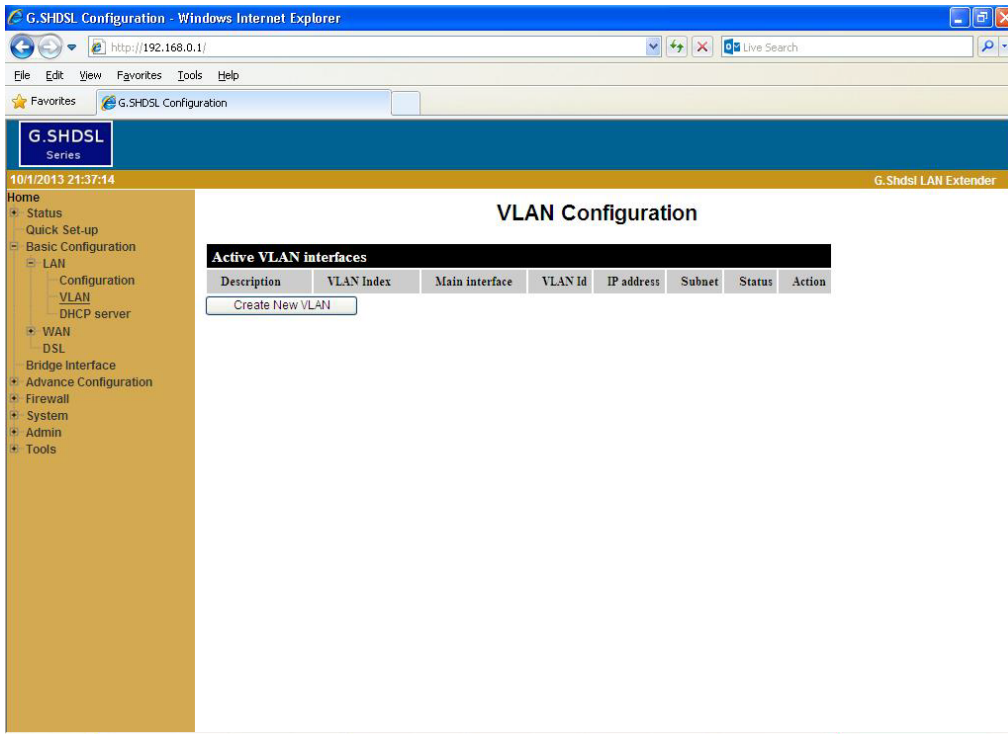 G.SHDSL Configuration - Windows Internet Explorer
http://192.168.0.1/
Live Search
File Edit View Favorites Tools Help
Favorites G.SHDSL Configuration
G.SHDSL
Series
10/1/2013 21:37:14 G.Shdsl LAN Extender
Home
Status
Quick Set-up
Basic Configuration
LAN
Configuration
VLAN
DHCP server
WAN
DSL
Bridge Interface
Advance Configuration
Firewall
System
Admin
Tools
VLAN Configuration
Active VLAN interfaces
Description VLAN Index Main interface VLAN Id IP address Subnet Status Action
Create New VLAN